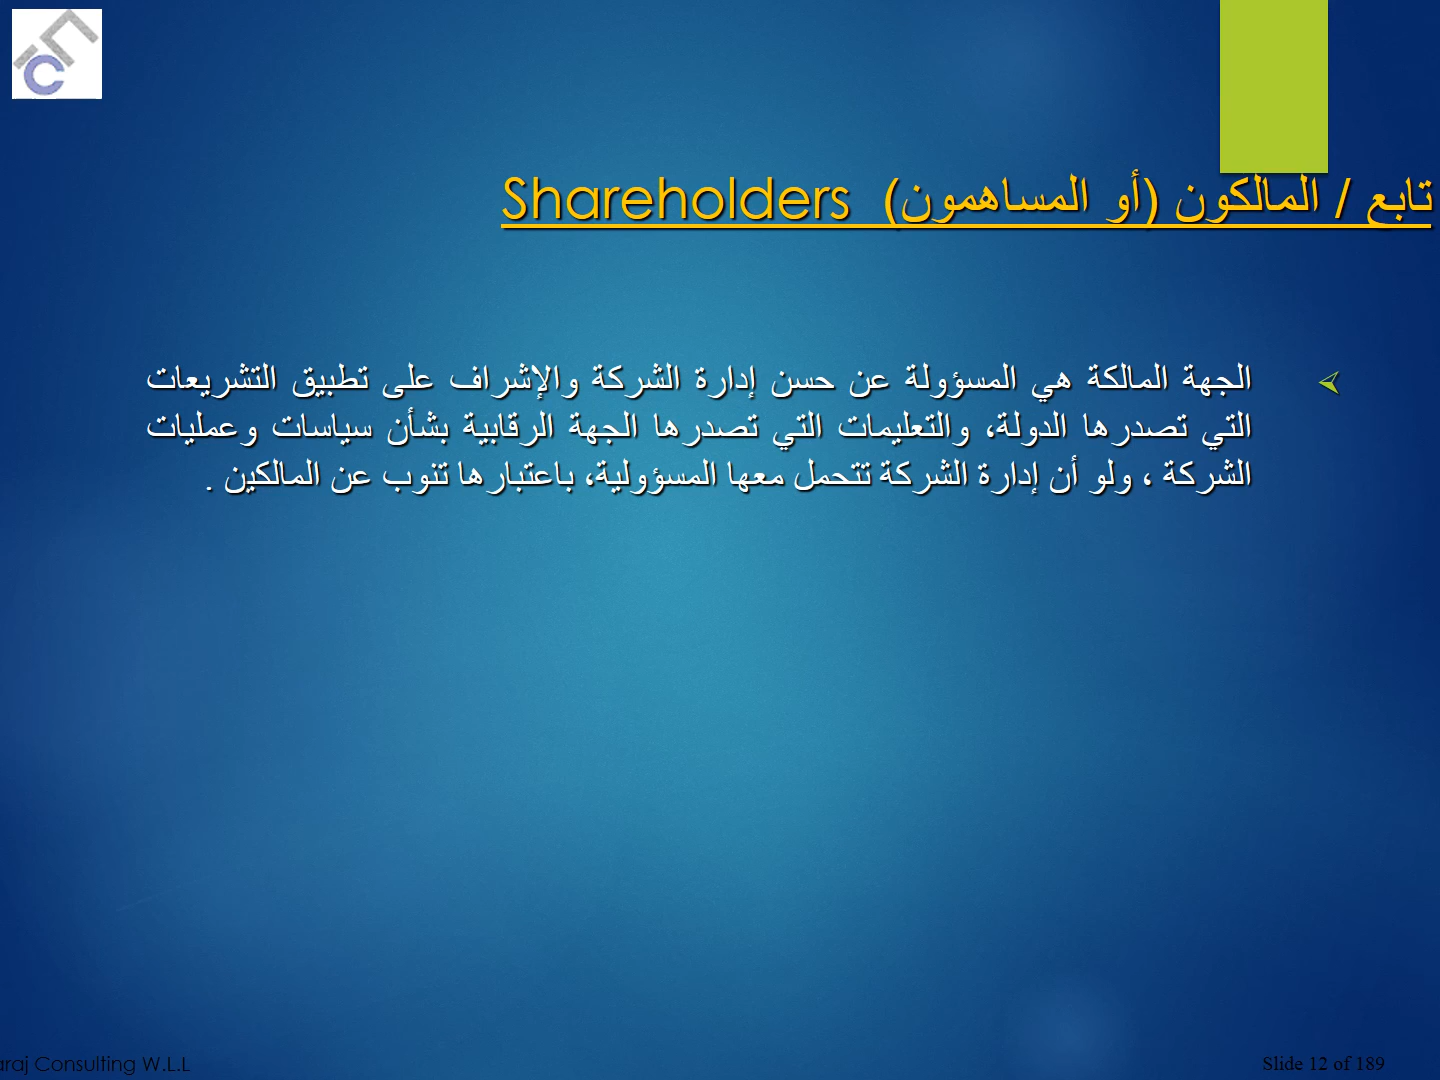 تابع / المالكون (أو المساهمون) Shareholders
الجهة المالكة هي المسؤولة عن حسن إدارة الشركة والإشراف على تطبيق التشريعات
التي تصدرها الدولة، والتعليمات التي تصدرها الجهة الرقابية بشأن سياسات وعمليات
الشركة ، ولو أن إدارة الشركة تتحمل معها المسؤولية، باعتبارها تنوب عن المالكين .
Consulting W.L.L
Slide 12 of 189